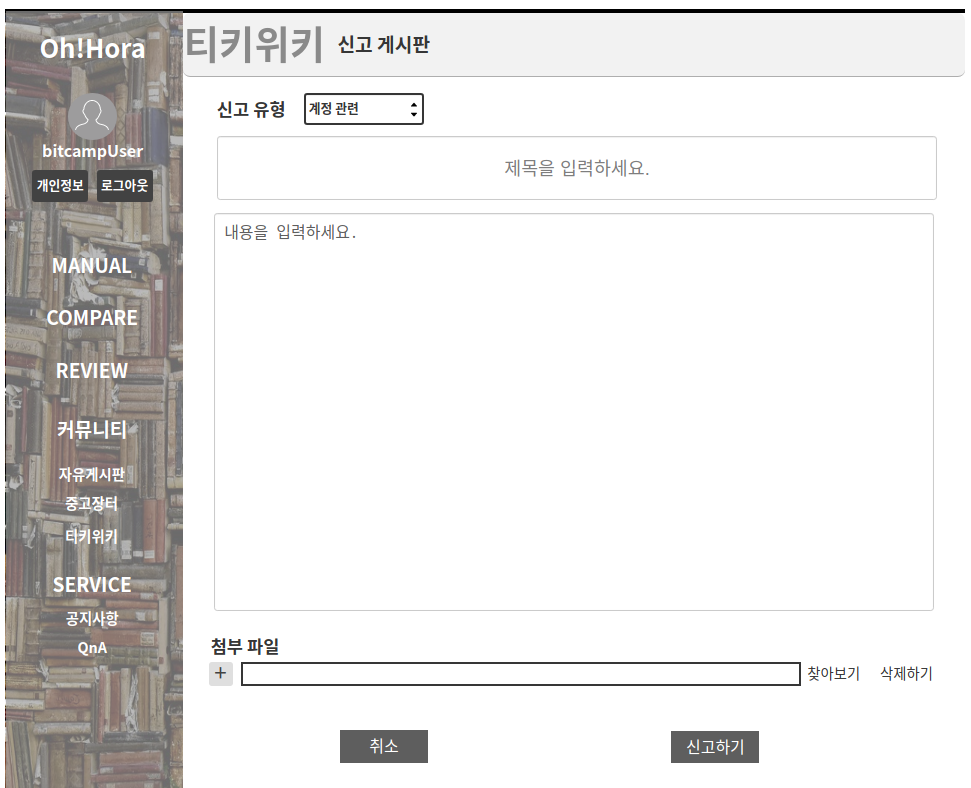 Oh!Hora
bitcampUser
개인정보 로그아웃
MANUAL
COMPARE
REVIEW
커뮤니티
자유게시판
중고장터
티키위키
SERVICE
공지사항
QnA
티키위키 신고 게시판
신고 유형 계정 관련
제목을 입력하세요.
내용을 입력하세요.
첨부 파일
+ 찾아보기 삭제하기
취소 신고하기